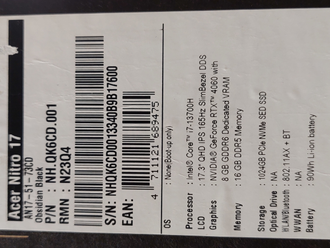 Acer Nitro 17
AN17-51-73CD
Obsidian Black
P/N : NH.QK6CD.001
RMN : N23Q4
S/N: NHQK6CD00133409B917600
EAN:
4 711121 689475
OS : None(Boot-up only)
Processor : Intel® Core™ i7-13700H
LCD : 17.3" QHD IPS 165Hz SlimBezel DDS
Graphics : NVIDIA® GeForce RTX™ 4060 with
8 GB GDDR6 Dedicated VRAM
Memory : 16 GB DDR5 Memory
Storage : 1024GB PCIe NVMe SED SSD
Optical Drive : NA
WLAN/Bluetooth : 802.11AX + BT
WWAN : NA
Battery : 90WH Li-ion battery